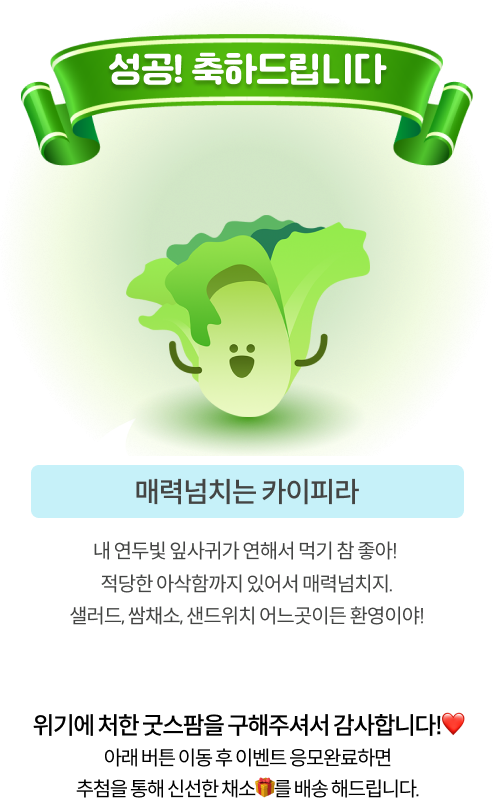 성공! 축하드립니다
매력넘치는 카이피라
내 연두빛 잎사귀가 연해서 먹기 참 좋아!
적당한 아삭함까지 있어서 매력넘치지.
샐러드, 쌈채소, 샌드위치 어느곳이든 환영이야!
위기에 처한 굿스팜을 구해주셔서 감사합니다!❤️
아래 버튼 이동 후 이벤트 응모완료하면
추첨을 통해 신선한 채소🎁를 배송 해드립니다.